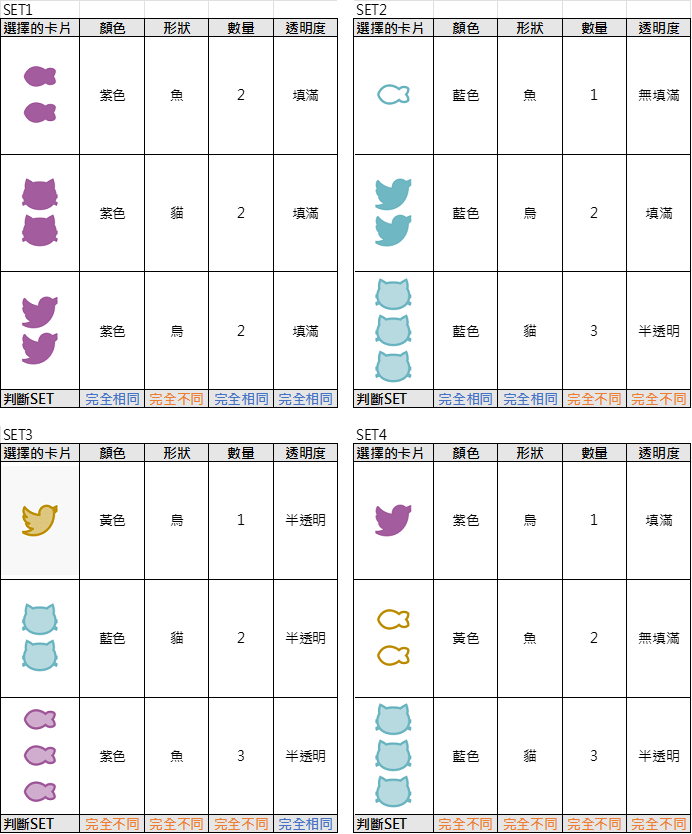 SET1
選擇的卡片 顏色 形狀 數量 透明度
紫色 魚 2 填滿
紫色 貓 2 填滿
紫色 鳥 2 填滿
判斷SET 完全相同 完全不同 完全相同 完全相同
SET2
選擇的卡片 顏色 形狀 數量 透明度
藍色 魚 1 無填滿
藍色 鳥 2 填滿
藍色 貓 3 半透明
判斷SET 完全相同 完全相同 完全不同 完全不同
SET3
選擇的卡片 顏色 形狀 數量 透明度
黃色 鳥 1 半透明
藍色 貓 2 半透明
紫色 魚 3 半透明
判斷SET 完全不同 完全不同 完全不同 完全相同
SET4
選擇的卡片 顏色 形狀 數量 透明度
紫色 鳥 1 填滿
黃色 魚 2 無填滿
藍色 貓 3 半透明
判斷SET 完全不同 完全不同 完全不同 完全不同